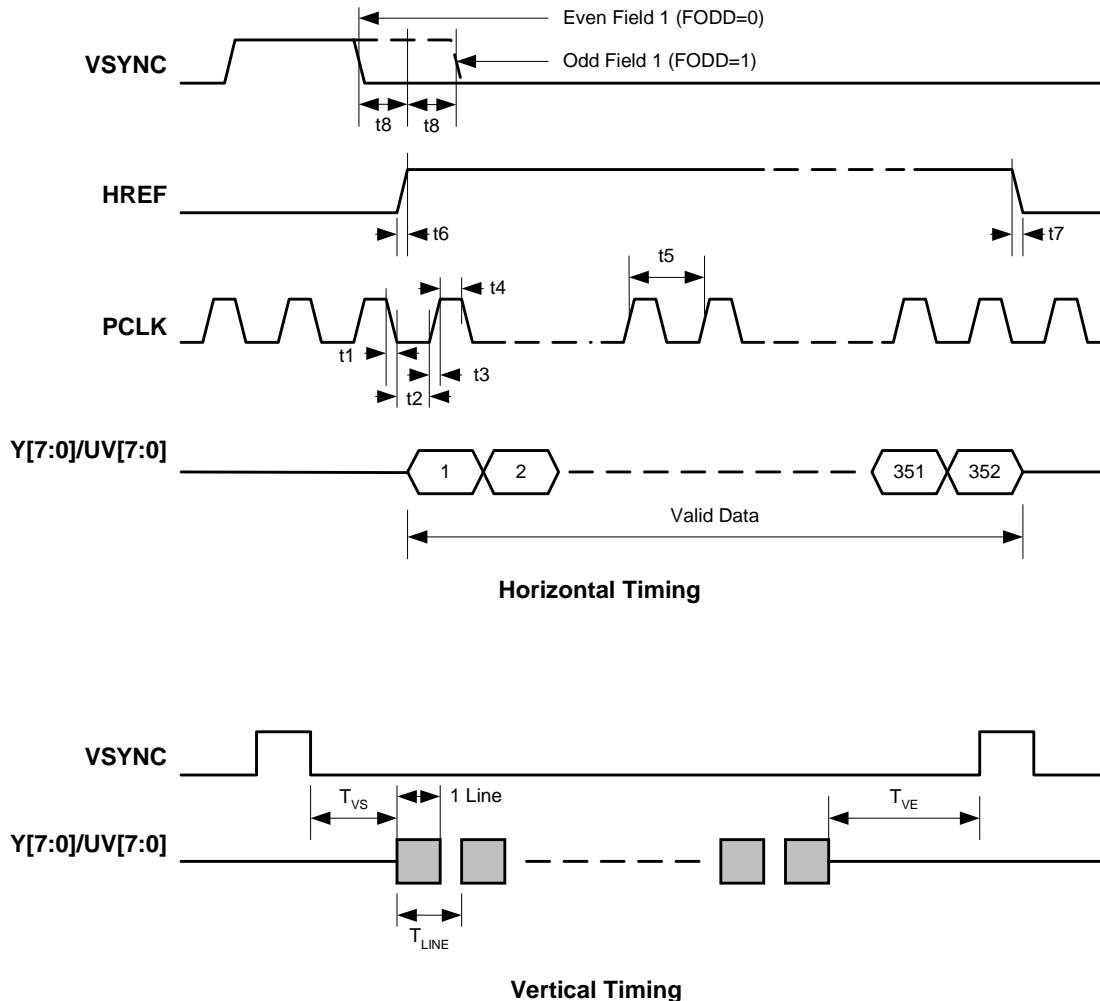 Even Field 1 (FODD=0)
VSYNC
Odd Field 1 (FODD=1)
t8
t8
HREF
t6
t7
t5
t4
PCLK
t1
t3
t2
Y[7:0]/UV[7:0]
1
2
351
352
Valid Data
Horizontal Timing
VSYNC
TVS
1 Line
TVE
Y[7:0]/UV[7:0]
TLINE
Vertical Timing